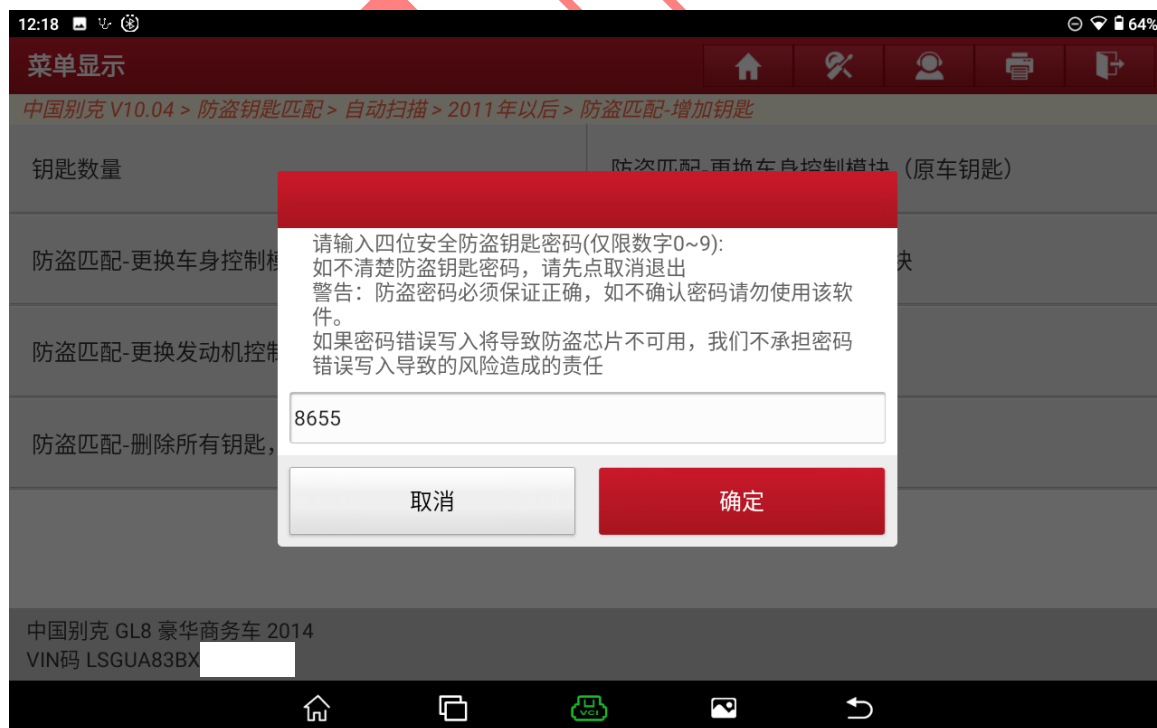 12:18
64%
菜单显示
中国别克 V10.04 > 防盗钥匙匹配 > 自动扫描 > 2011年以后 > 防盗匹配-增加钥匙
钥匙数量
防盗匹配-更换车身控制模块（原车钥匙）
防盗匹配-更换车身控制模
块
防盗匹配-更换发动机控制
防盗匹配-删除所有钥匙，
请输入四位安全防盗钥匙密码(仅限数字0~9):
如不清楚防盗钥匙密码，请先点取消退出
警告：防盗密码必须保证正确，如不确认密码请勿使用该软
件。
如果密码错误写入将导致防盗芯片不可用，我们不承担密码
错误写入导致的风险造成的责任
8655
取消
确定
中国别克 GL8 豪华商务车 2014
VIN码 LSGUA83BX
VCI